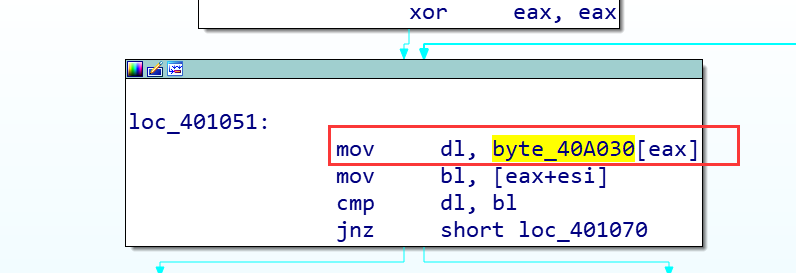 xor eax, eax
loc_401051:
mov dl, byte_40A030[eax]
mov bl, [eax+esi]
cmp dl, bl
jnz short loc_401070